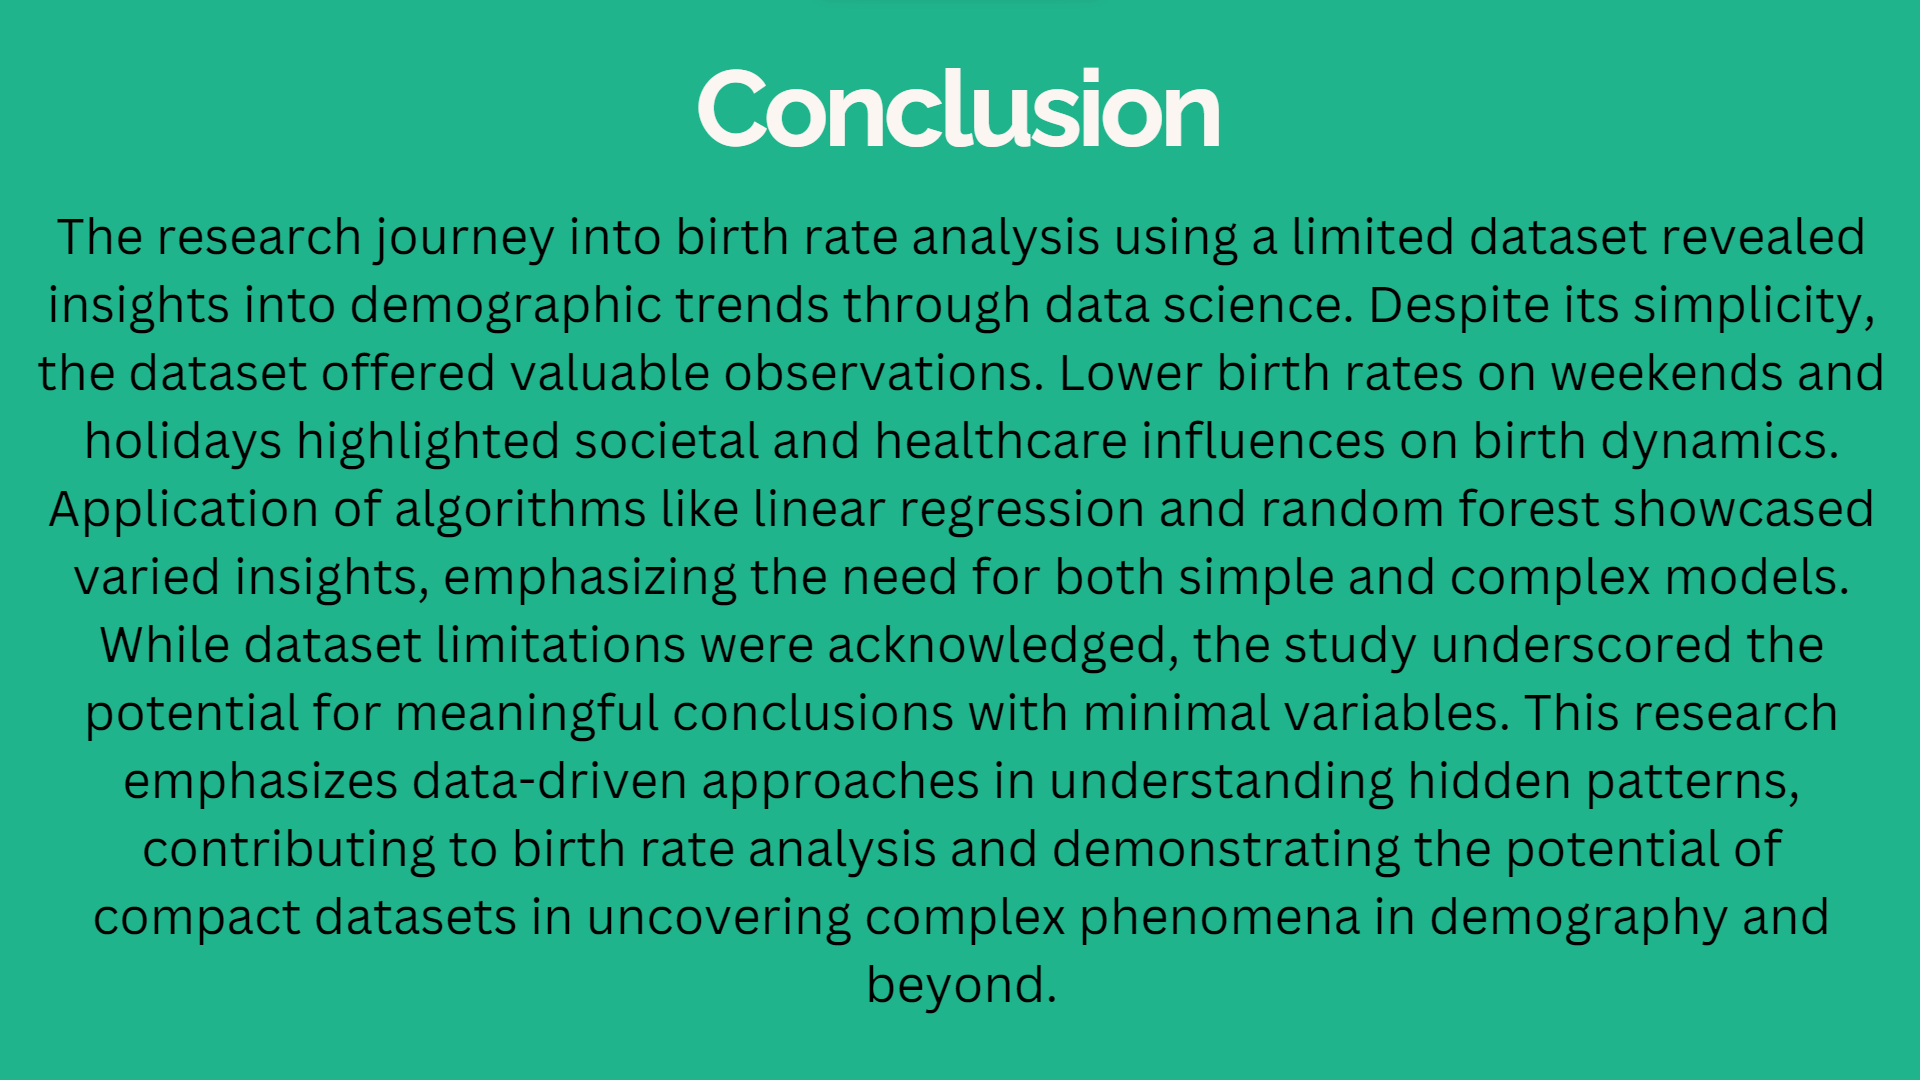 Conclusion
The research journey into birth rate analysis using a limited dataset revealed
insights into demographic trends through data science. Despite its simplicity,
the dataset offered valuable observations. Lower birth rates on weekends and
holidays highlighted societal and healthcare influences on birth dynamics.
Application of algorithms like linear regression and random forest showcased
varied insights, emphasizing the need for both simple and complex models.
While dataset limitations were acknowledged, the study underscored the
potential for meaningful conclusions with minimal variables. This research
emphasizes data-driven approaches in understanding hidden patterns,
contributing to birth rate analysis and demonstrating the potential of
compact datasets in uncovering complex phenomena in demography and
beyond.